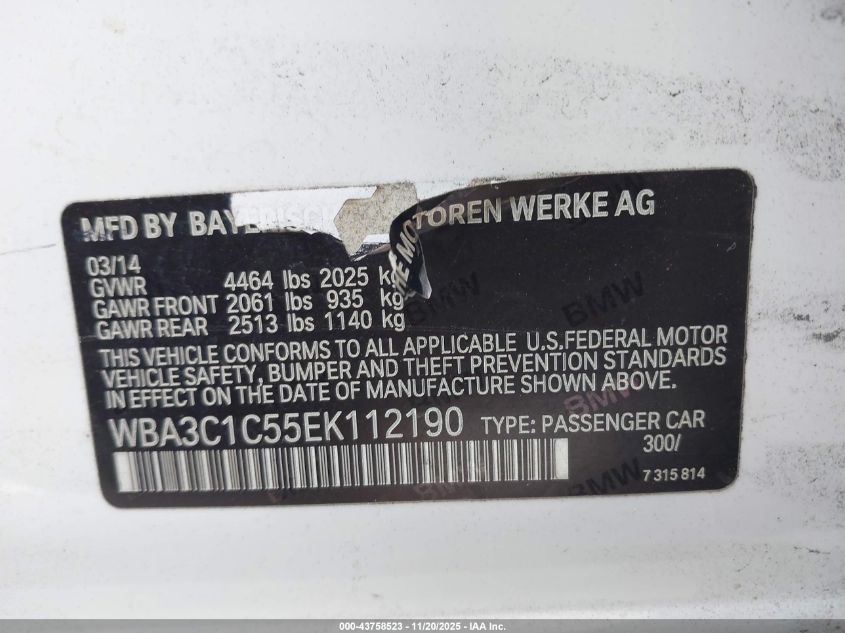 MFD BY BAYERISC MOTOREN WERKE AG
03/14
GVWR 4464 lbs 2025 kg
GAWR FRONT 2061 lbs 935 kg
GAWR REAR 2513 lbs 1140 kg
THIS VEHICLE CONFORMS TO ALL APPLICABLE U.S.FEDERAL MOTOR
VEHICLE SAFETY, BUMPER AND THEFT PREVENTION STANDARDS
IN EFFECT ON THE DATE OF MANUFACTURE SHOWN ABOVE.
WBA3C1C55EK112190 TYPE: PASSENGER CAR
300/
7 315 814
000-43758523 - 11/20/2025 - IAA Inc.